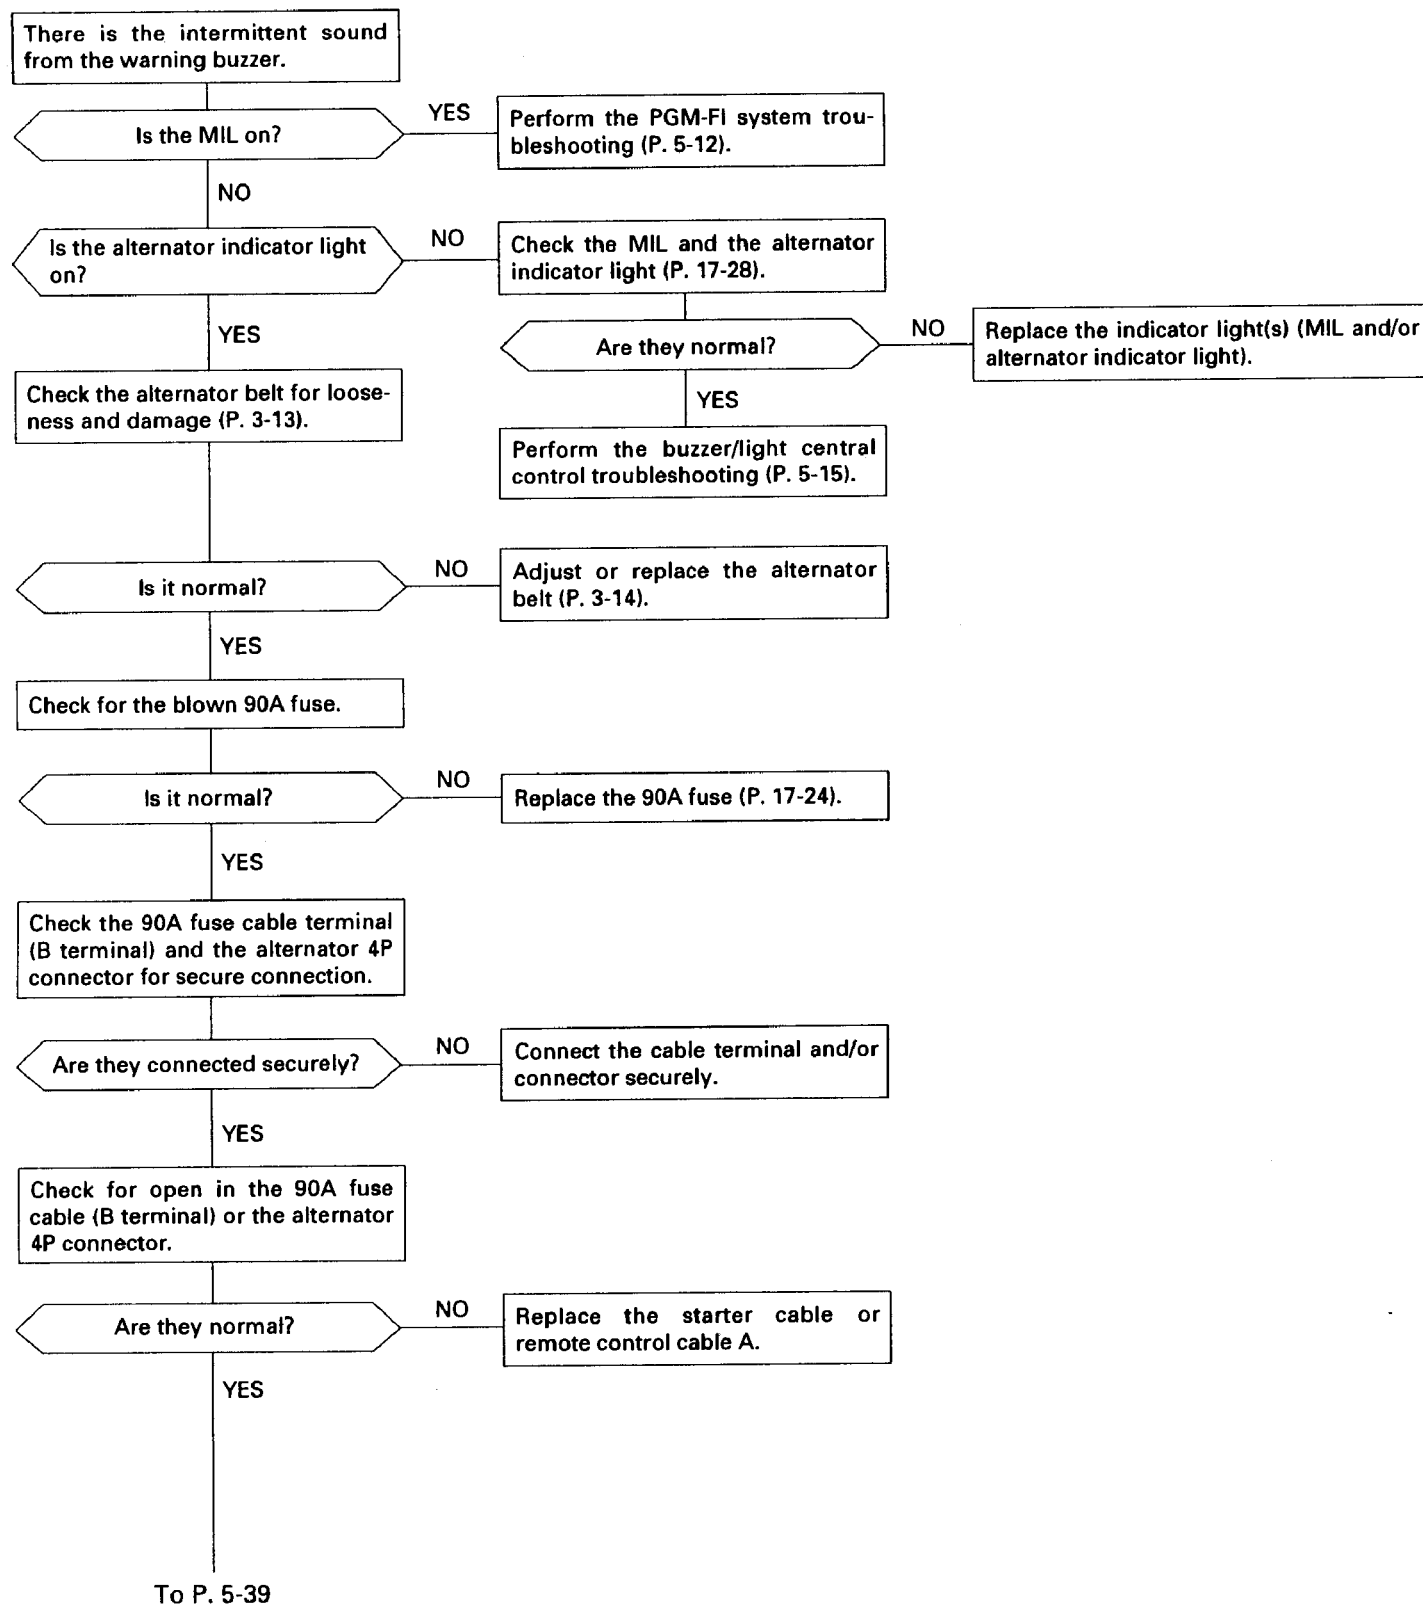 There is the intermittent sound
from the warning buzzer.
Is the MIL on?
YES
Perform the PGM-FI system trou-
bleshooting (P. 5-12).
NO
Is the alternator indicator light
on?
NO
Check the MIL and the alternator
indicator light (P. 17-28).
YES
Are they normal?
NO
Replace the indicator light(s) (MIL and/or
alternator indicator light).
Check the alternator belt for loose-
ness and damage (P. 3-13).
YES
Perform the buzzer/light central
control troubleshooting (P. 5-15).
Is it normal?
NO
Adjust or replace the alternator
belt (P. 3-14).
YES
Check for the blown 90A fuse.
Is it normal?
NO
Replace the 90A fuse (P. 17-24).
YES
Check the 90A fuse cable terminal
(B terminal) and the alternator 4P
connector for secure connection.
Are they connected securely?
NO
Connect the cable terminal and/or
connector securely.
YES
Check for open in the 90A fuse
cable (B terminal) or the alternator
4P connector.
Are they normal?
NO
Replace the starter cable or
remote control cable A.
YES
To P. 5-39